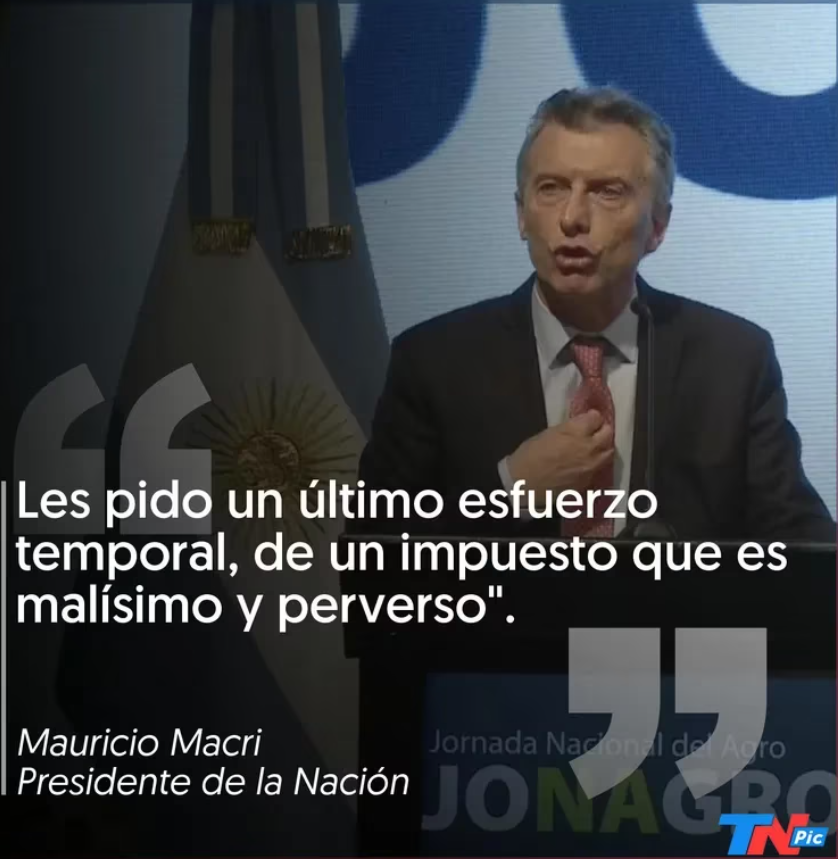 Les pido un último esfuerzo
temporal, de un impuesto que es
malísimo y perverso".
Mauricio Macri
Presidente de la Nación
Jornada Nacional del Agro
JONAGRO
TN Pic